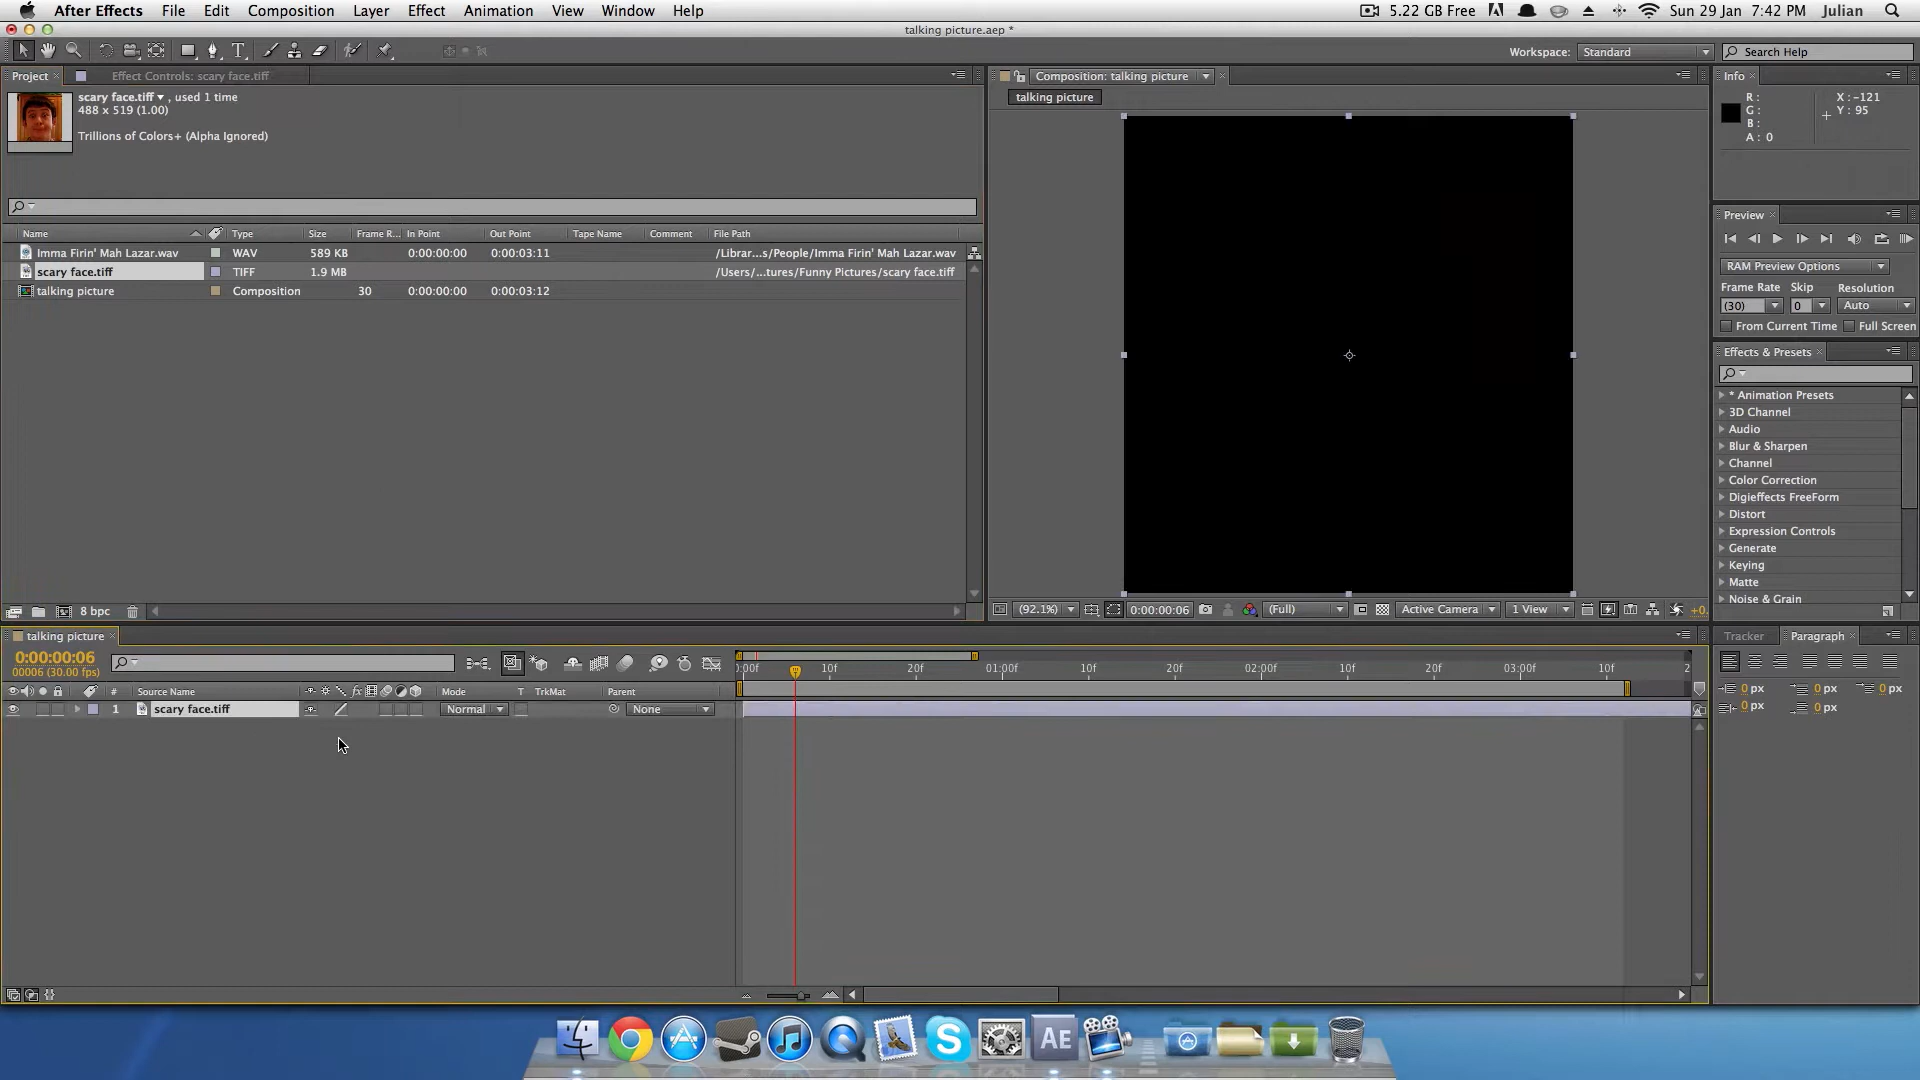 After Effects File Edit Composition Layer Effect Animation View Window Help 5.22 GB Free Sun 29 Jan 7:42 PM Julian
talking picture.aep *
T Workspace: Standard Search Help
Project Effect Controls: scary face.tiff Composition: talking picture Info
scary face.tiff , used 1 time talking picture R: X: -121
488 x 519 (1.00) G: Y: 95
B:
Trillions of Colors+ (Alpha Ignored) A: 0
Preview
Name Type Size Frame R... In Point Out Point Tape Name Comment File Path
Imma Firin' Mah Lazar.wav WAV 589 KB 0:00:00:00 0:00:03:11 /Librar...s/People/Imma Firin' Mah Lazar.wav
scary face.tiff TIFF 1.9 MB /Users/...tures/Funny Pictures/scary face.tiff
talking picture Composition 30 0:00:00:00 0:00:03:12
RAM Preview Options
Frame Rate Skip Resolution
(30) 0 Auto
From Current Time Full Screen
Effects & Presets
* Animation Presets
3D Channel
Audio
Blur & Sharpen
Channel
Color Correction
Digieffects FreeForm
Distort
Expression Controls
Generate
Keying
Matte
Noise & Grain
8 bpc (92.1%) 0:00:00:06 (Full) Active Camera 1 View +0.
talking picture Tracker Paragraph
0:00:00:06
00006 (30.00 fps)
:00f 10f 20f 01:00f 10f 20f 02:00f 10f 20f 03:00f 10f 2
# Source Name fx Mode T TrkMat Parent
1 scary face.tiff Normal None
0 px 0 px 0 px
0 px 0 px
AE